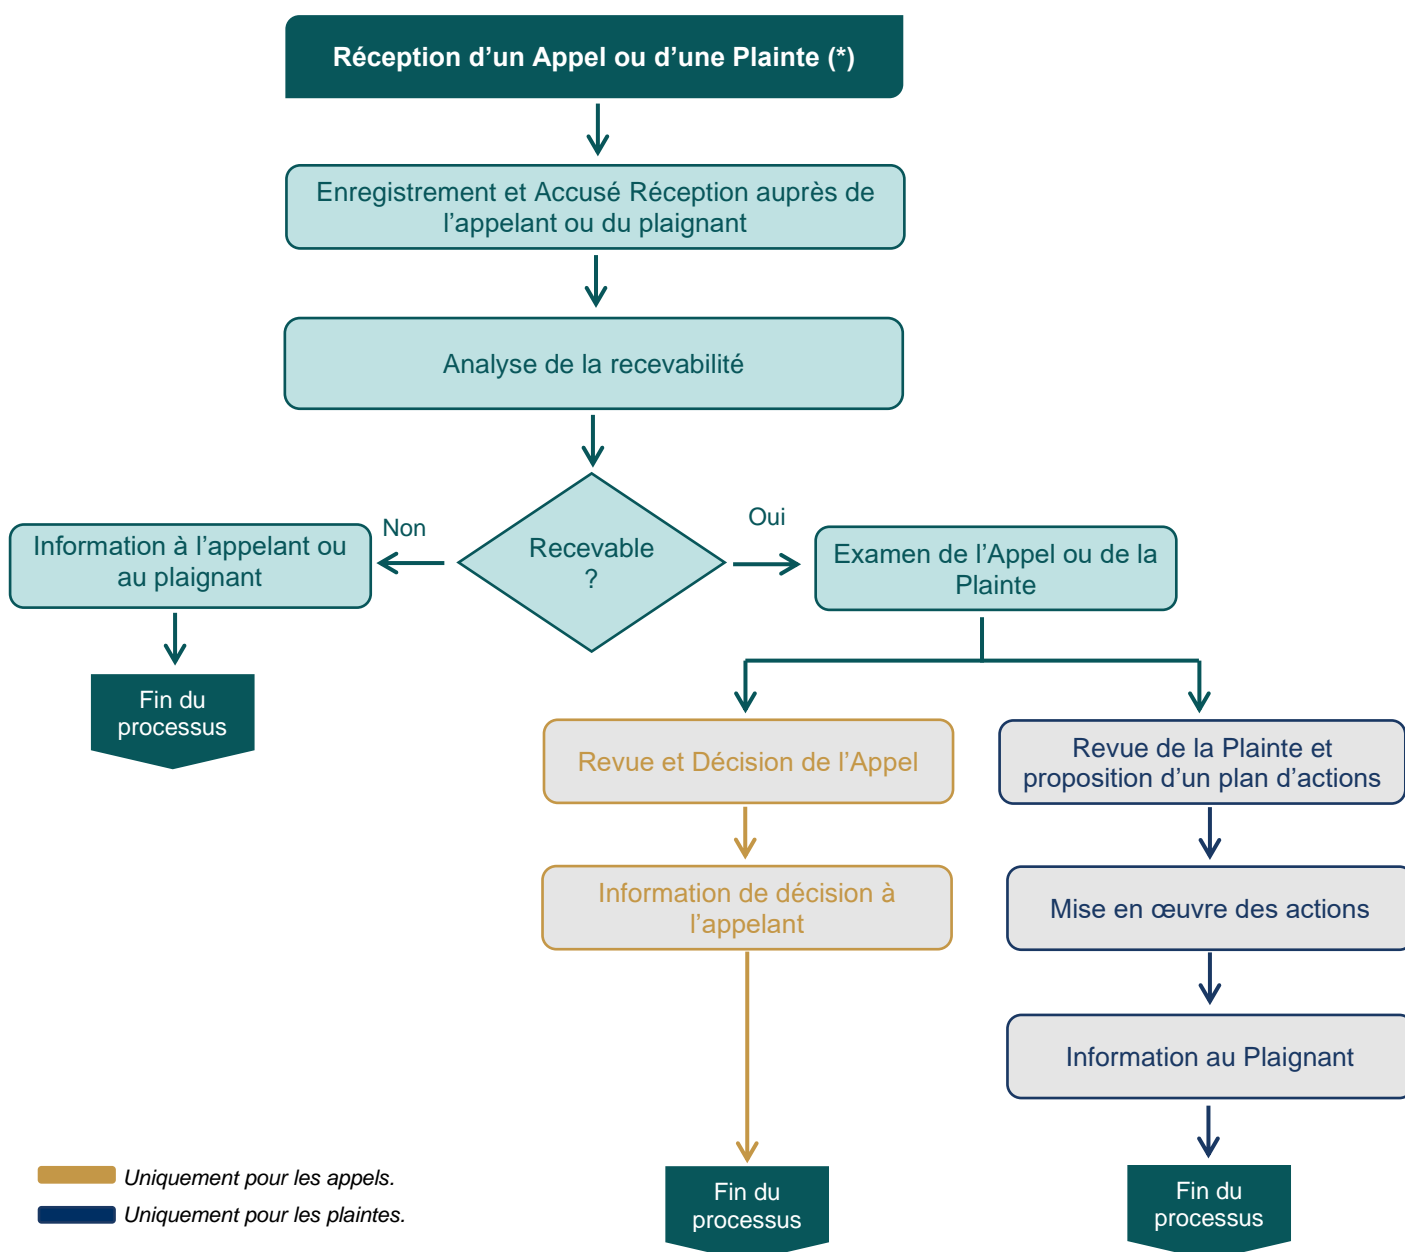 Réception d’un Appel ou d’une Plainte (*)
Enregistrement et Accusé Réception auprès de
l’appelant ou du plaignant
Analyse de la recevabilité
Recevable
?
Non
Oui
Information à l’appelant ou
au plaignant
Fin du
processus
Examen de l’Appel ou de la
Plainte
Revue et Décision de l’Appel
Information de décision à
l’appelant
Fin du
processus
Revue de la Plainte et
proposition d’un plan d’actions
Mise en œuvre des actions
Information au Plaignant
Fin du
processus
Uniquement pour les appels.
Uniquement pour les plaintes.